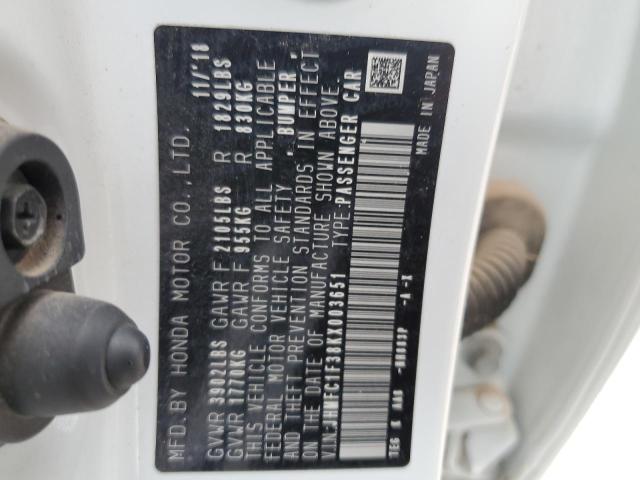 MFD. BY HONDA MOTOR CO., LTD. 11/'18
GVWR 3902LBS GAWR F 2105LBS R 1829LBS
GVWR 1770KG GAWR F 955KG R 830KG
THIS VEHICLE CONFORMS TO ALL APPLICABLE
FEDERAL MOTOR VEHICLE SAFETY , BUMPER ,
AND THEFT PREVENTION STANDARDS IN EFFECT
ON THE DATE OF MANUFACTURE SHOWN ABOVE.
V.I.N.: JHMFC1F38KX003651 TYPE:PASSENGER CAR
TEG K -A -X MADE IN JAPAN